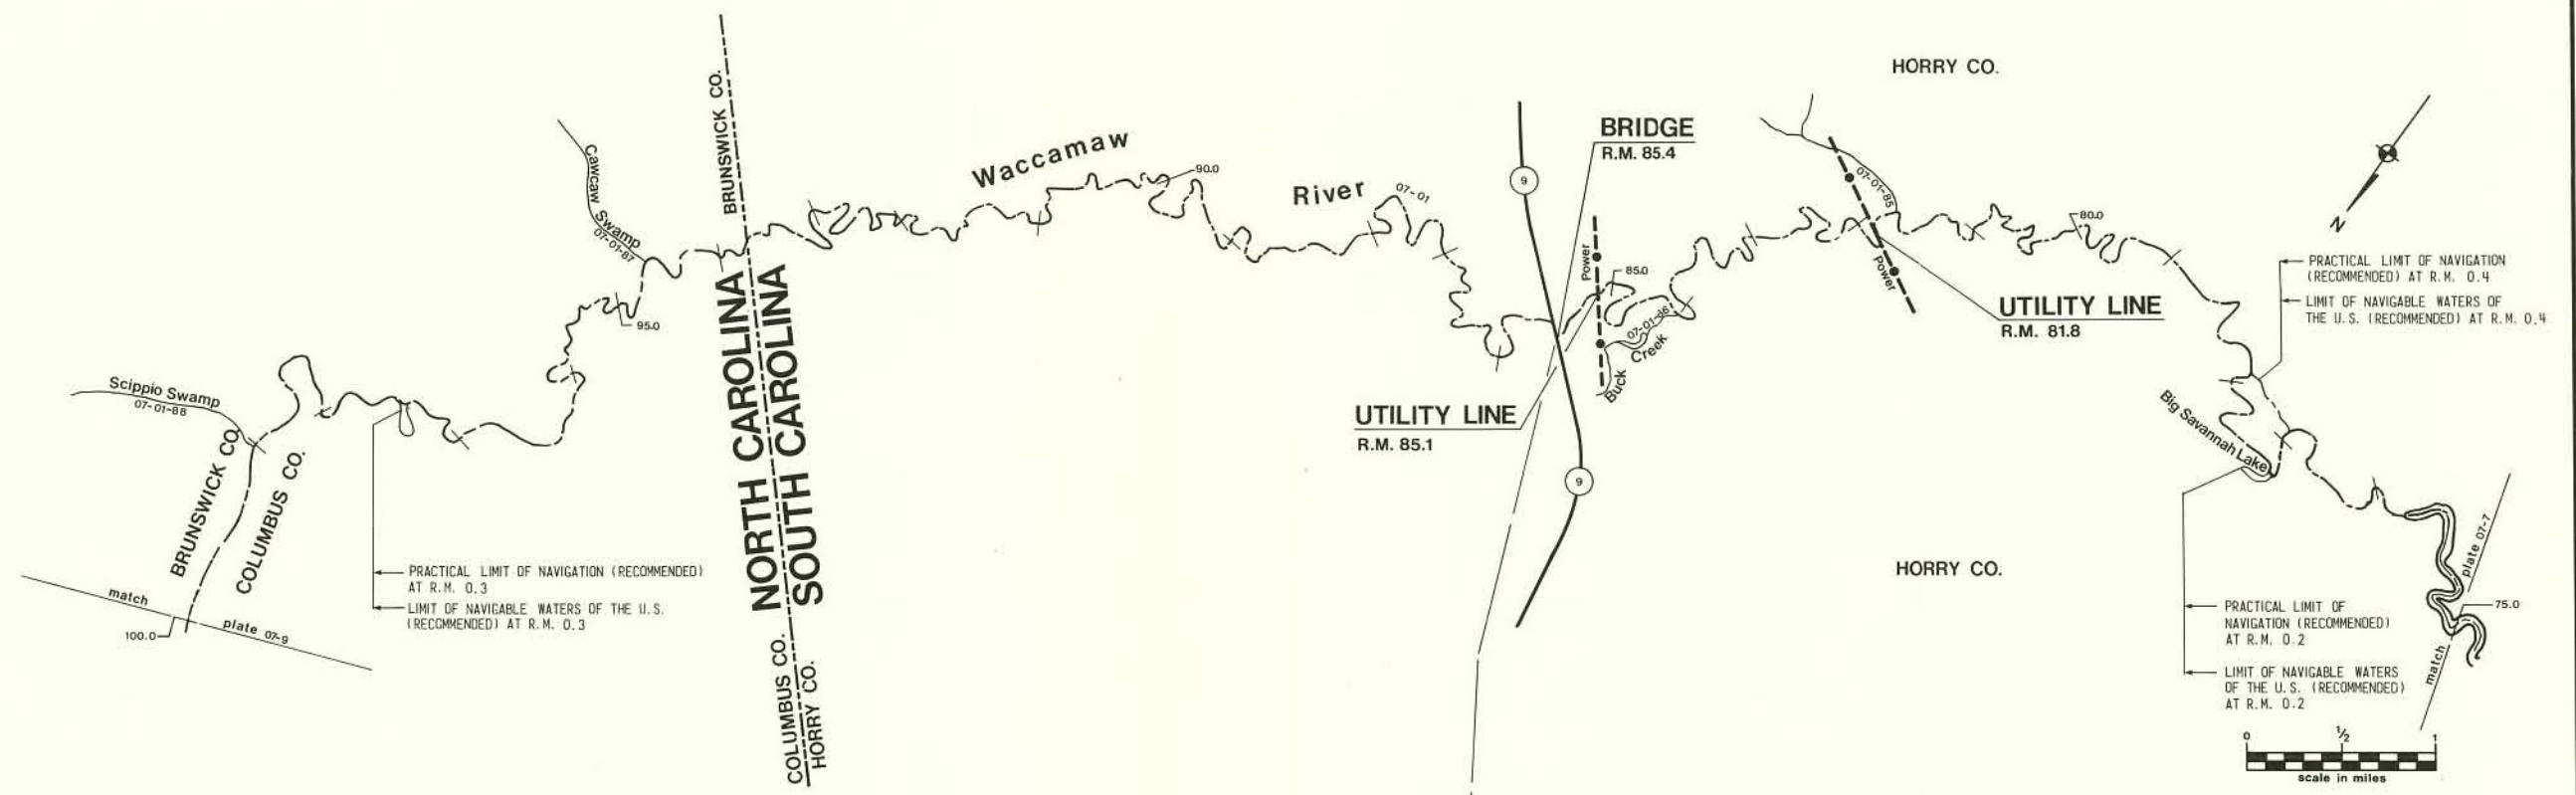 HORRY CO.
BRUNSWICK CO.
BRIDGE
R.M. 85.4
Waccamaw
River
07-01
90.0
9
Cawcaw Swamp
07-01-87
07-01-85
80.0
N
Power
85.0
Power
PRACTICAL LIMIT OF NAVIGATION
(RECOMMENDED) AT R.M. 0.4
LIMIT OF NAVIGABLE WATERS OF
THE U.S. (RECOMMENDED) AT R.M. 0.4
UTILITY LINE
R.M. 81.8
95.0
07-01-86
Buck Creek
NORTH CAROLINA
SOUTH CAROLINA
Scippio Swamp
07-01-88
UTILITY LINE
R.M. 85.1
Big Savannah Lake
BRUNSWICK CO.
COLUMBUS CO.
9
PRACTICAL LIMIT OF NAVIGATION (RECOMMENDED)
AT R.M. 0.3
LIMIT OF NAVIGABLE WATERS OF THE U.S.
(RECOMMENDED) AT R.M. 0.3
HORRY CO.
plate 07-7
match
75.0
match
plate 07-9
100.0
PRACTICAL LIMIT OF
NAVIGATION (RECOMMENDED)
AT R.M. 0.2
LIMIT OF NAVIGABLE WATERS
OF THE U.S. (RECOMMENDED)
AT R.M. 0.2
COLUMBUS CO.
HORRY CO.
0 1/2 1
scale in miles